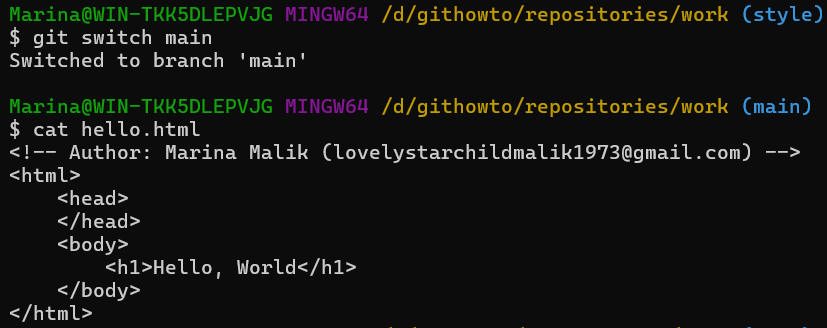 Marina@WIN-TKK5DLEPVJG MINGW64 /d/githowto/repositories/work (style)
$ git switch main
Switched to branch 'main'
Marina@WIN-TKK5DLEPVJG MINGW64 /d/githowto/repositories/work (main)
$ cat hello.html
<!-- Author: Marina Malik (lovelystarchildmalik1973@gmail.com) -->
<html>
    <head>
    </head>
    <body>
        <h1>Hello, World</h1>
    </body>
</html>